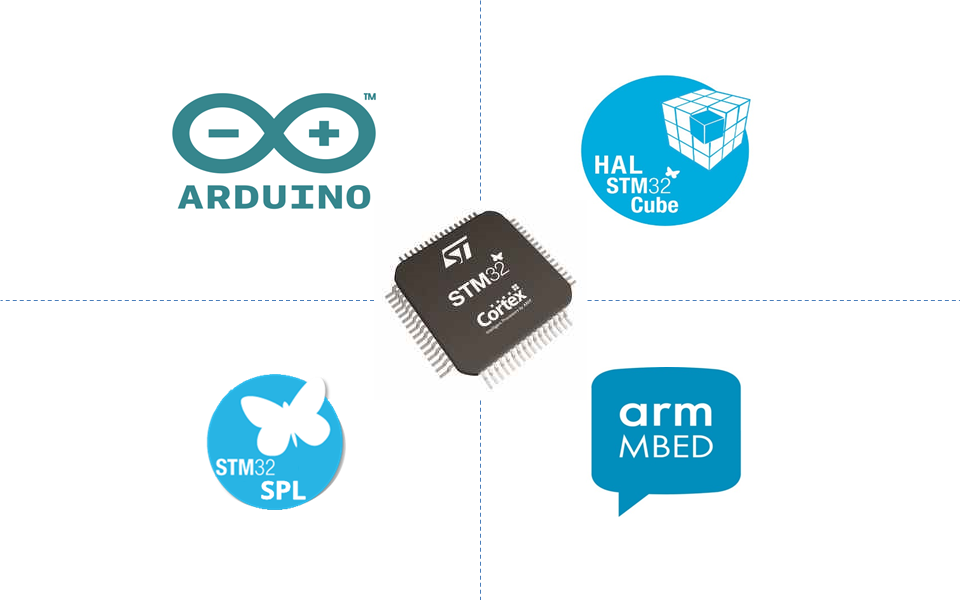 TM
ARDUINO
HAL
STM32
Cube
ST
STM32
Cortex
Intelligent Processors by ARM
STM32
SPL
arm
MBED